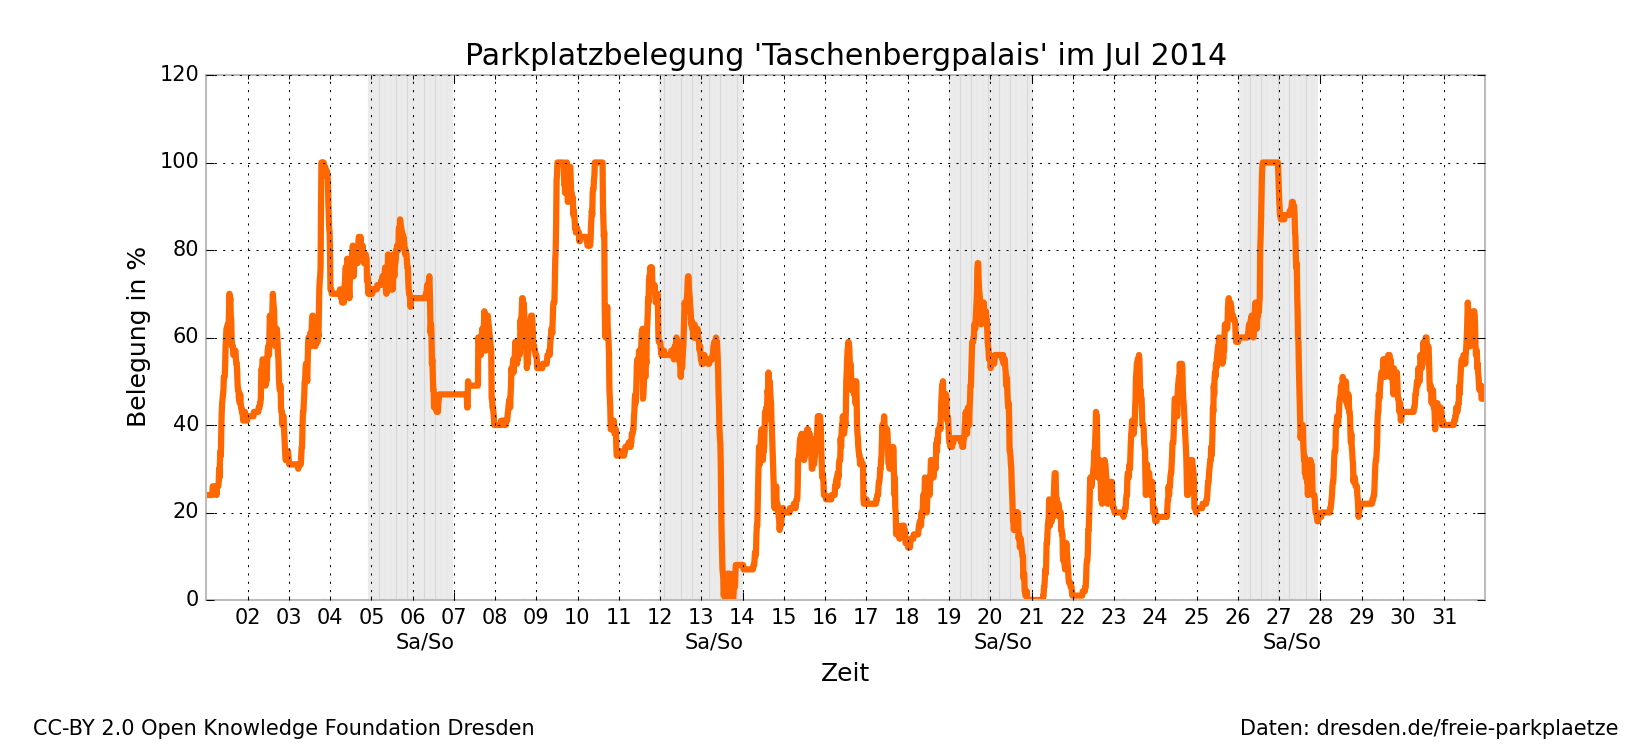 Parkplatzbelegung 'Taschenbergpalais' im Jul 2014
120
100
80
60
40
20
0
Belegung in %
02 03 04 05 06 07 08 09 10 11 12 13 14 15 16 17 18 19 20 21 22 23 24 25 26 27 28 29 30 31
Sa/So Sa/So Sa/So Sa/So
Zeit
CC-BY 2.0 Open Knowledge Foundation Dresden
Daten: dresden.de/freie-parkplaetze